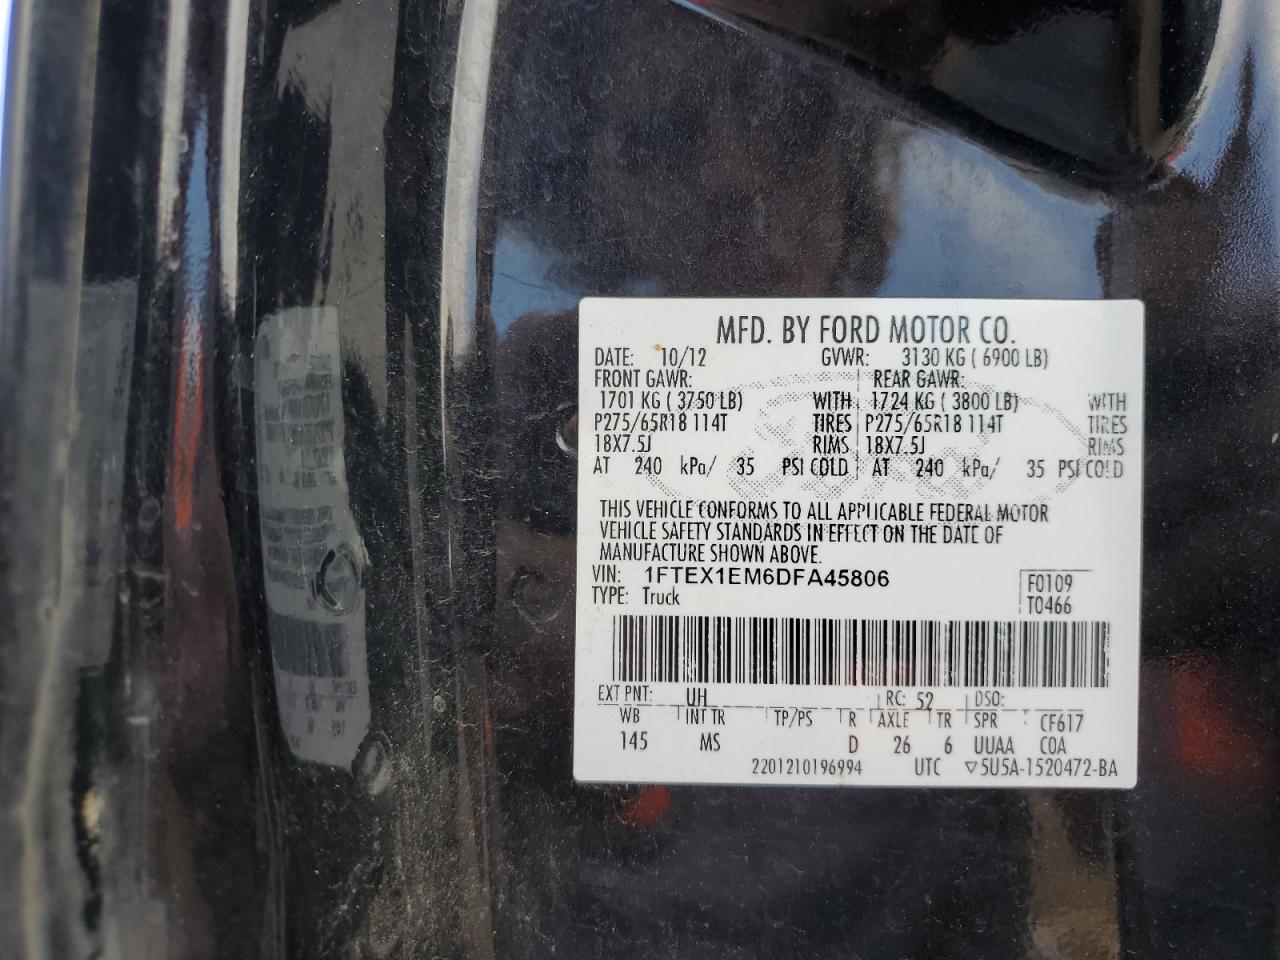 MFD. BY FORD MOTOR CO.
DATE: 10/12 GVWR: 3130 KG ( 6900 LB)
FRONT GAWR: REAR GAWR:
1701 KG ( 3750 LB) WITH 1724 KG ( 3800 LB) WITH
P275/65R18 114T TIRES P275/65R18 114T TIRES
18X7.5J RIMS 18X7.5J RIMS
AT 240 kPa/ 35 PSI COLD AT 240 kPa/ 35 PSI COLD
THIS VEHICLE CONFORMS TO ALL APPLICABLE FEDERAL MOTOR
VEHICLE SAFETY STANDARDS IN EFFECT ON THE DATE OF
MANUFACTURE SHOWN ABOVE.
VIN: 1FTEX1EM6DFA45806 F0109
TYPE: Truck T0466
EXT PNT: UH RC: 52 DSO:
WB INT TR TP/PS R AXLE TR SPR CF617
145 MS D 26 6 UUAA COA
2201210196994 UTC ▽5U5A-1520472-BA